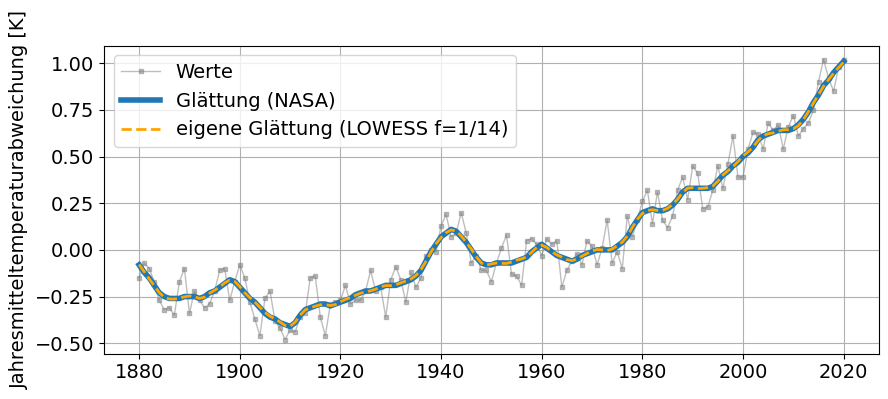 Jahresmitteltemperaturabweichung [K]
1.00
0.75
0.50
0.25
0.00
−0.25
−0.50
Werte
Glättung (NASA)
eigene Glättung (LOWESS f=1/14)
1880 1900 1920 1940 1960 1980 2000 2020